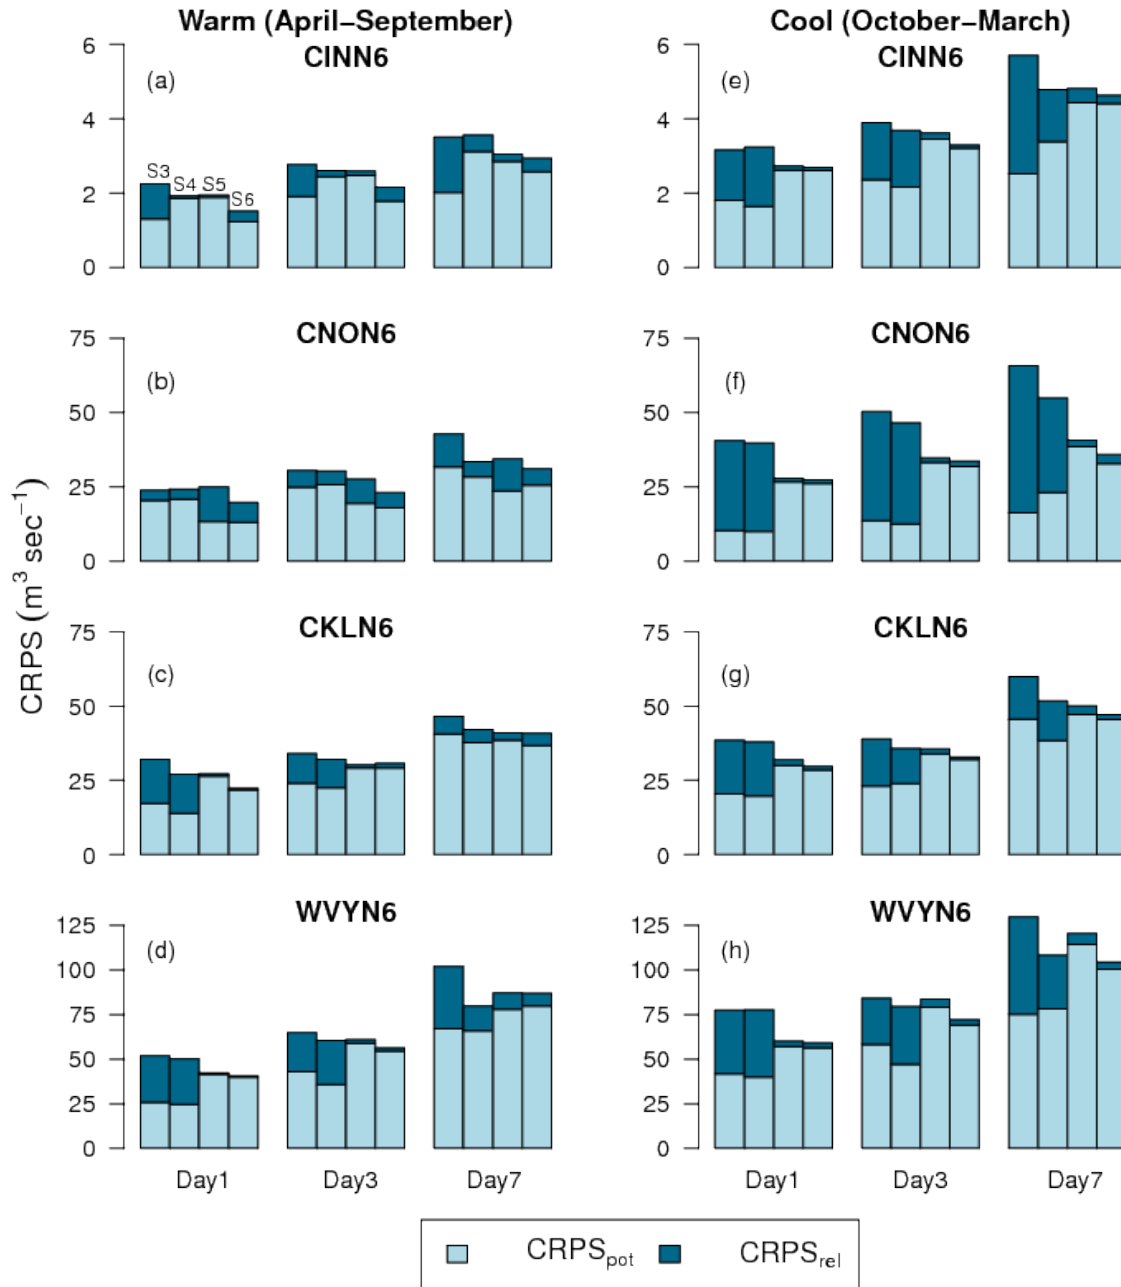 Warm (April−September)
Cool (October−March)
CINN6
CINN6
(a)
(e)
6
4
2
0
6
4
2
0
S3
S4
S5
S6
CNON6
CNON6
(b)
(f)
75
50
25
0
75
50
25
0
CRPS (m³ sec⁻¹)
CKLN6
CKLN6
(c)
(g)
75
50
25
0
75
50
25
0
WVYN6
WVYN6
(d)
(h)
125
100
75
50
25
0
125
100
75
50
25
0
Day1 Day3 Day7
Day1 Day3 Day7
CRPSpot CRPSrel